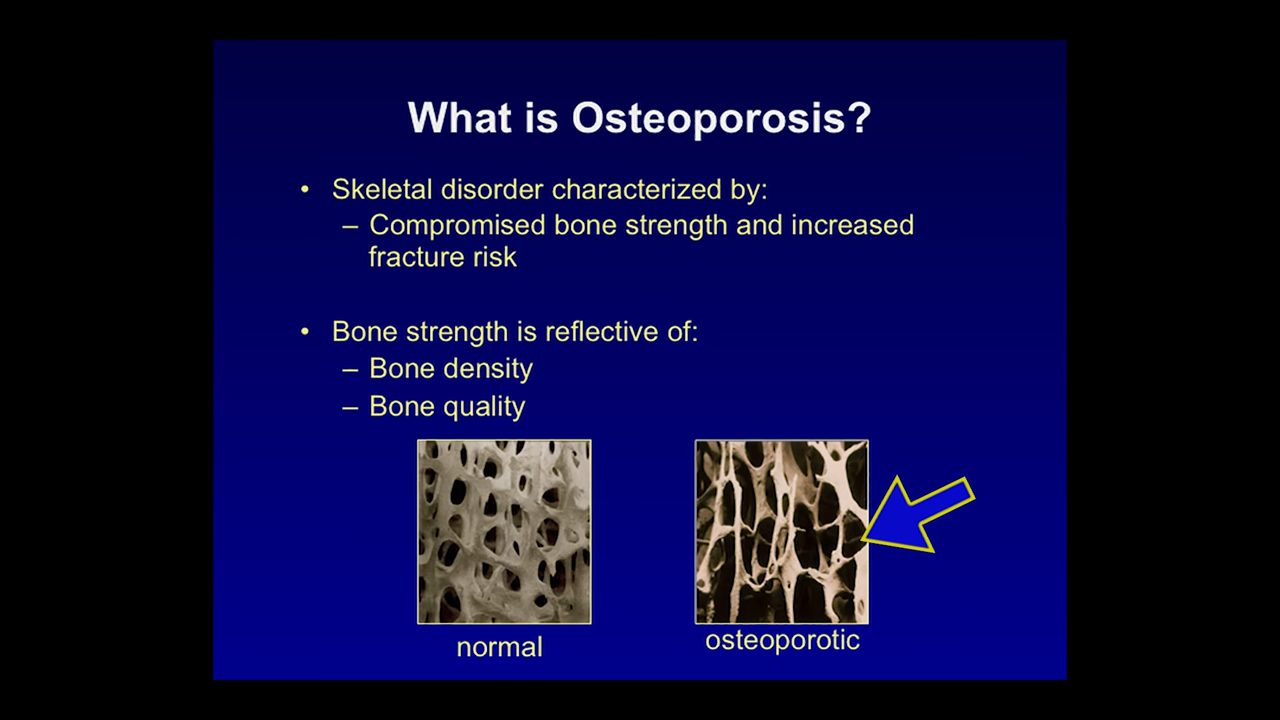 What is Osteoporosis?
• Skeletal disorder characterized by:
– Compromised bone strength and increased
fracture risk
• Bone strength is reflective of:
– Bone density
– Bone quality
normal
osteoporotic